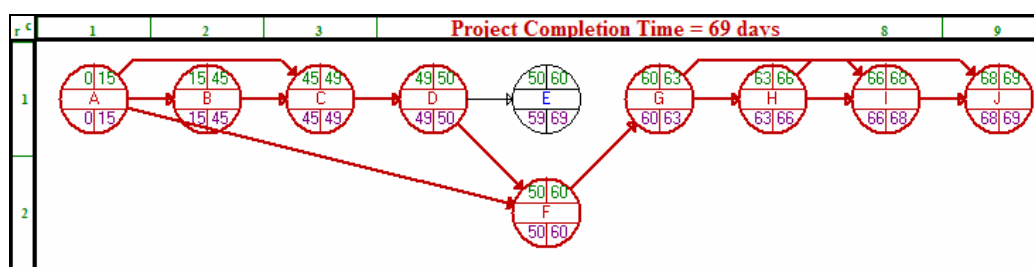 r c 1 2 3 Project Completion Time = 69 days 8 9
1
0 15 15 45 45 49 49 50 50 60 60 63 63 66 66 68 68 69
A B C D E G H I J
0 15 15 45 45 49 49 50 59 69 60 63 63 66 66 68 68 69
2
50 60
F
50 60